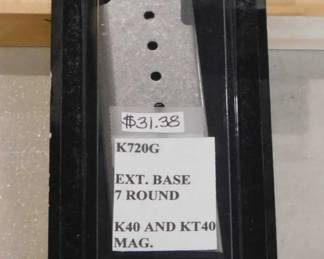 $31.38
K720G
EXT. BASE
7 ROUND
K40 AND KT40
MAG.